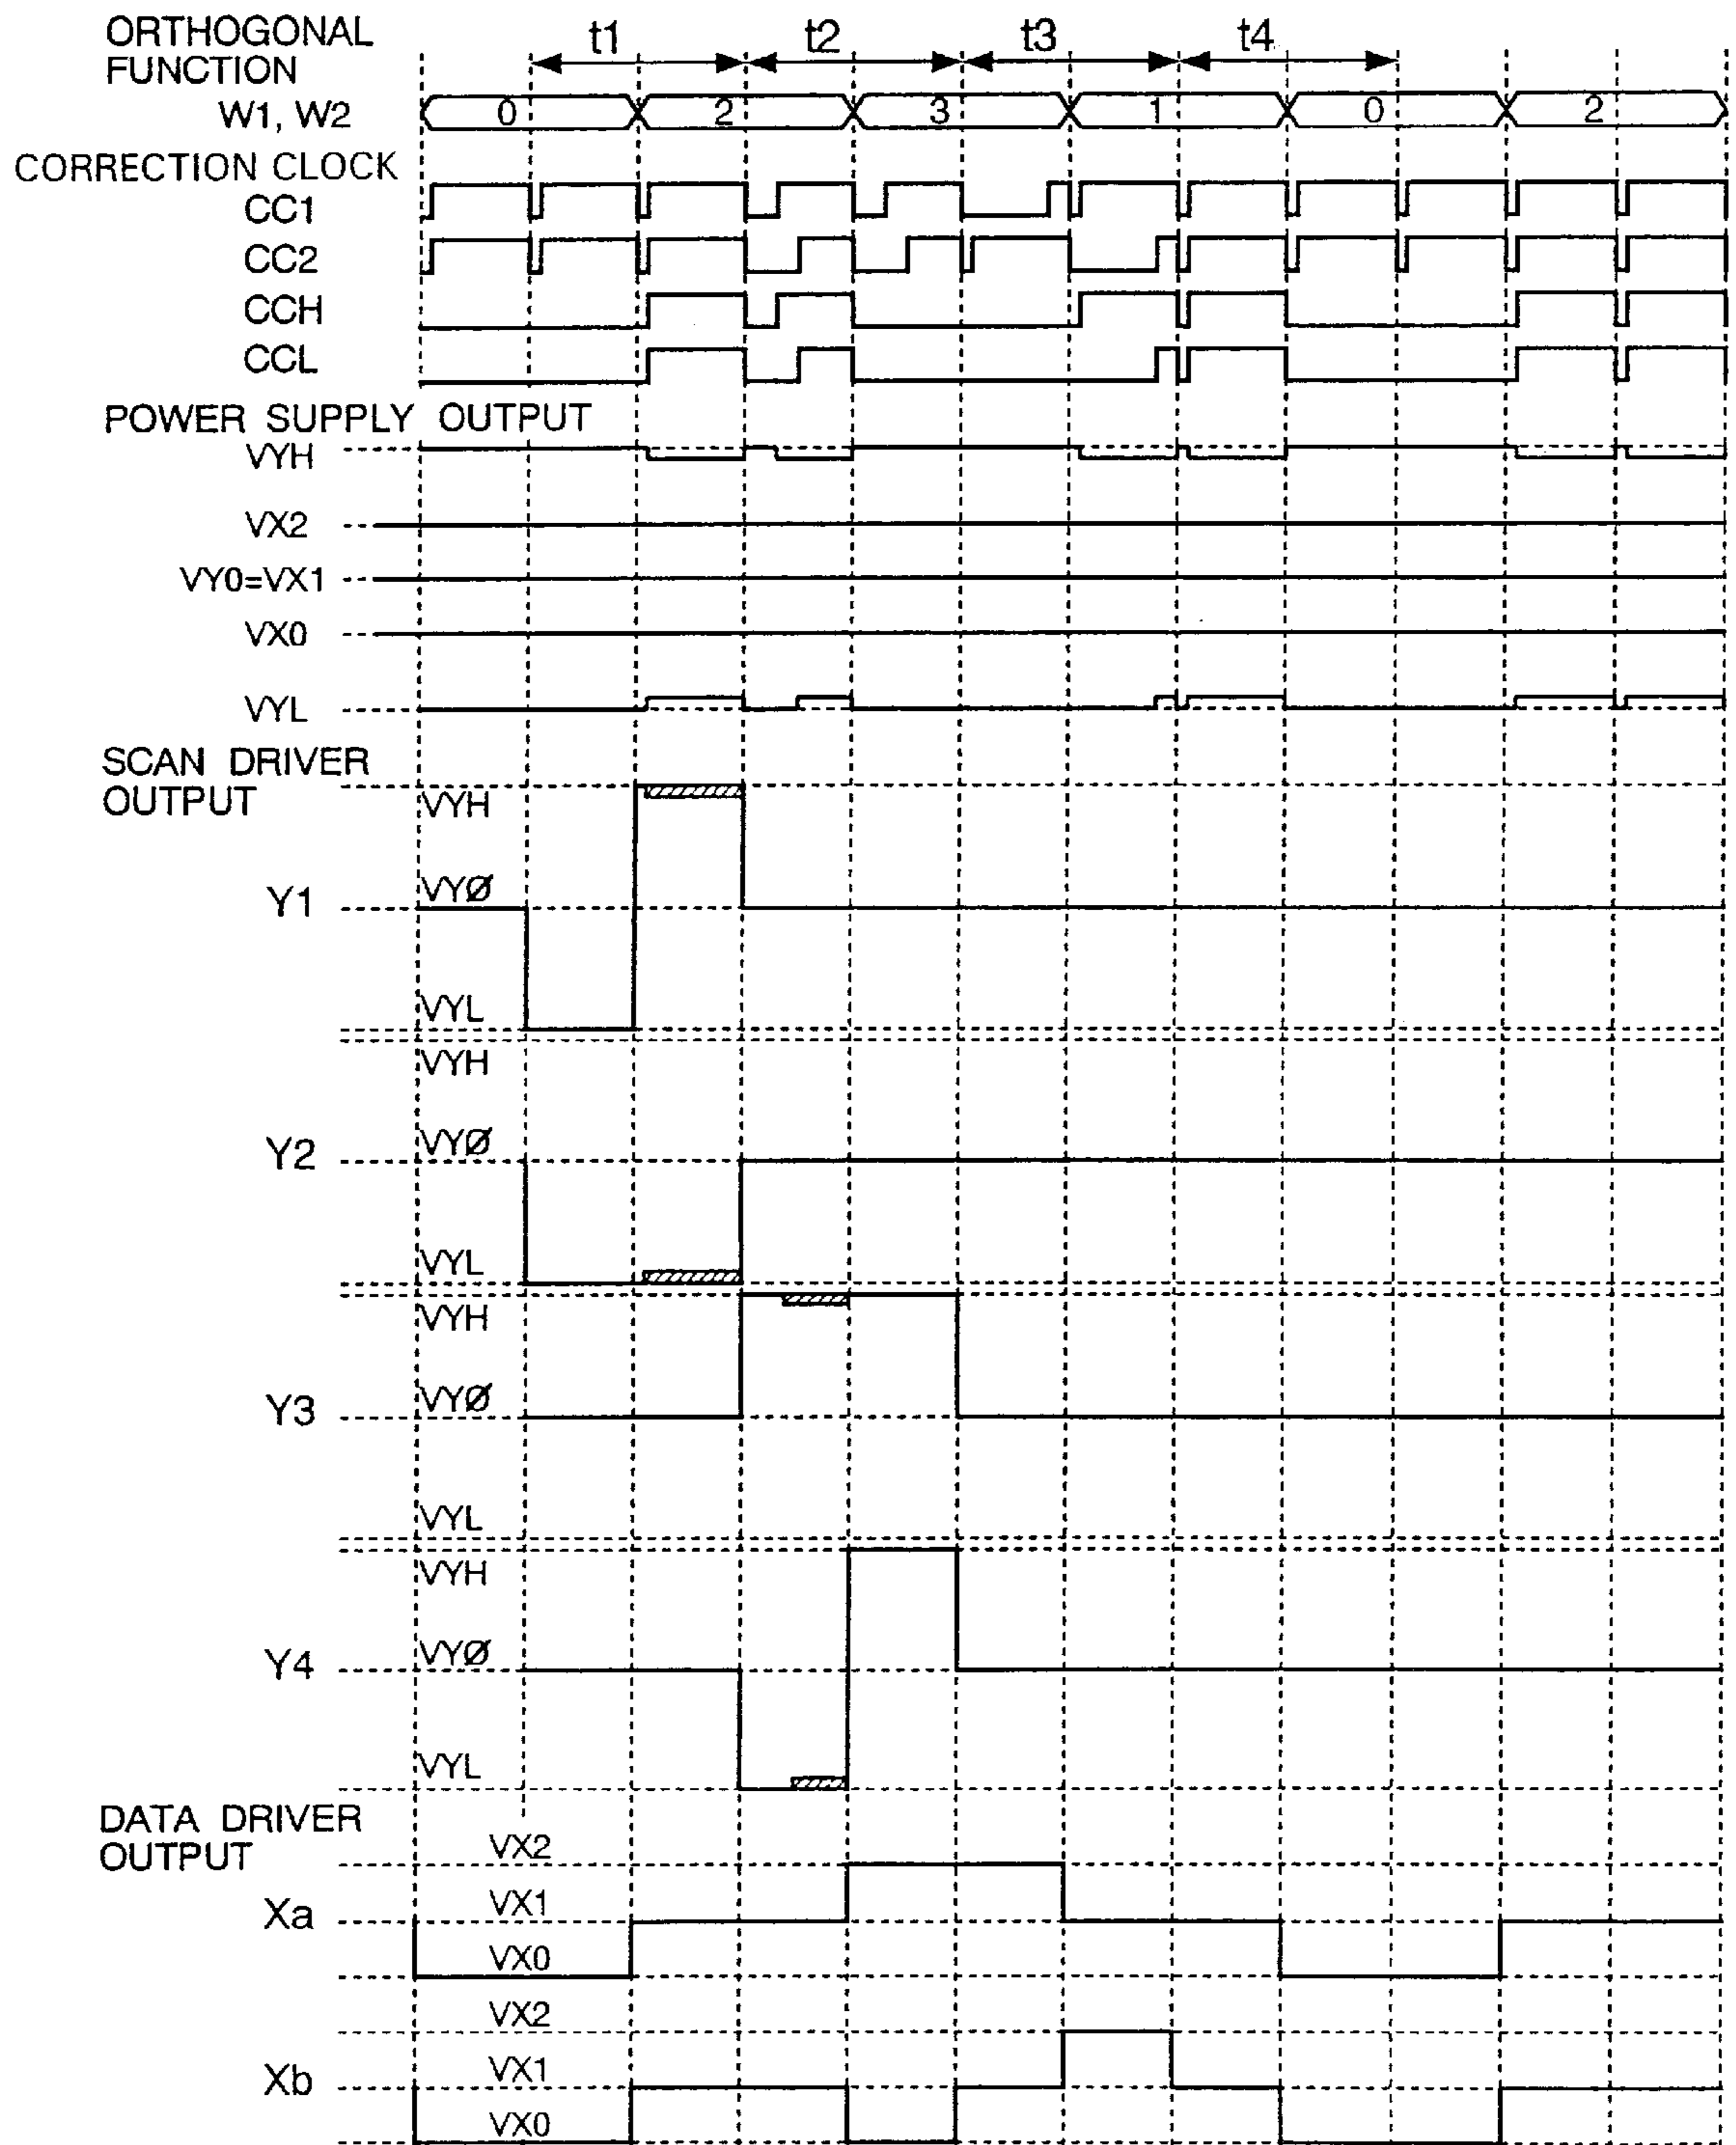 ORTHOGONAL
FUNCTION
t1 t2 t3 t4
W1, W2 0 2 3 1 0 2
CORRECTION CLOCK
CC1
CC2
CCH
CCL
POWER SUPPLY OUTPUT
VYH
VX2
VY0=VX1
VX0
VYL
SCAN DRIVER
OUTPUT
VYH
Y1 VYØ
VYL
VYH
Y2 VYØ
VYL
VYH
Y3 VYØ
VYL
VYH
Y4 VYØ
VYL
DATA DRIVER
OUTPUT
VX2
Xa VX1
VX0
VX2
Xb VX1
VX0